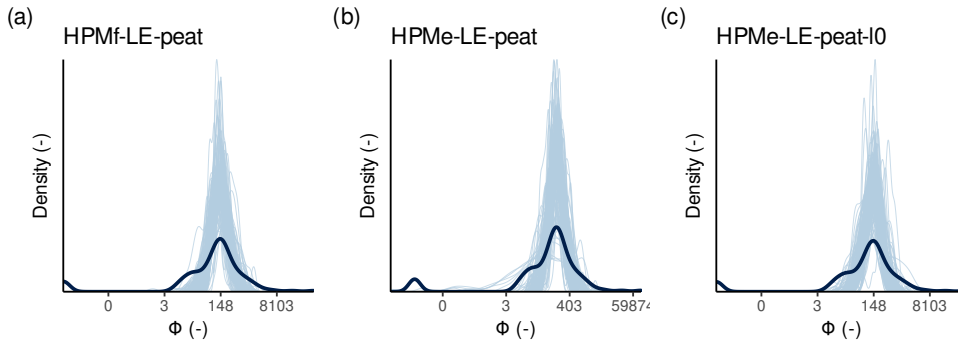 (a)
HPMf-LE-peat
Density (-)
0 3 148 8103
Φ (-)
(b)
HPMe-LE-peat
Density (-)
0 3 403 59874
Φ (-)
(c)
HPMe-LE-peat-l0
Density (-)
0 3 148 8103
Φ (-)